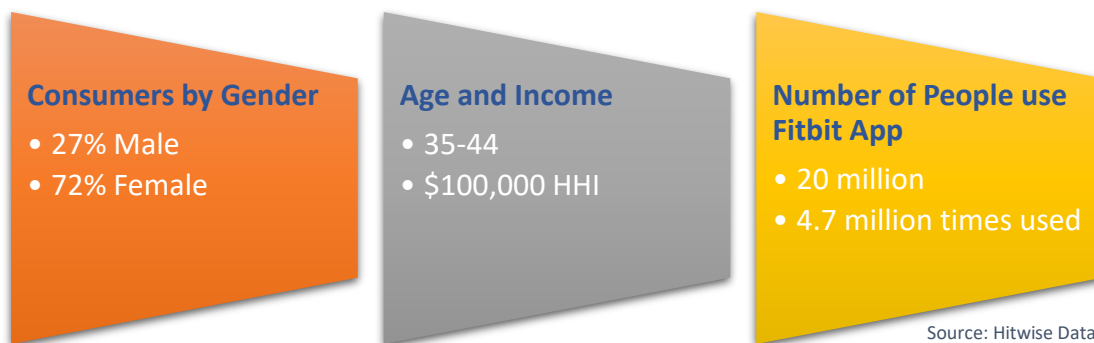 Consumers by Gender
• 27% Male
• 72% Female
Age and Income
• 35-44
• $100,000 HHI
Number of People use
Fitbit App
• 20 million
• 4.7 million times used
Source: Hitwise Data